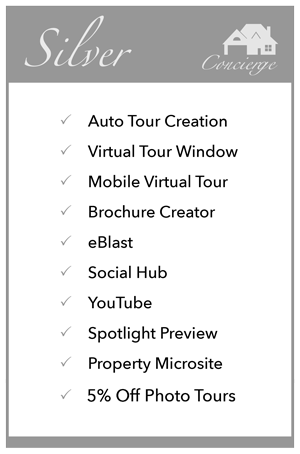 Silver
Concierge
✓ Auto Tour Creation
✓ Virtual Tour Window
✓ Mobile Virtual Tour
✓ Brochure Creator
✓ eBlast
✓ Social Hub
✓ YouTube
✓ Spotlight Preview
✓ Property Microsite
✓ 5% Off Photo Tours